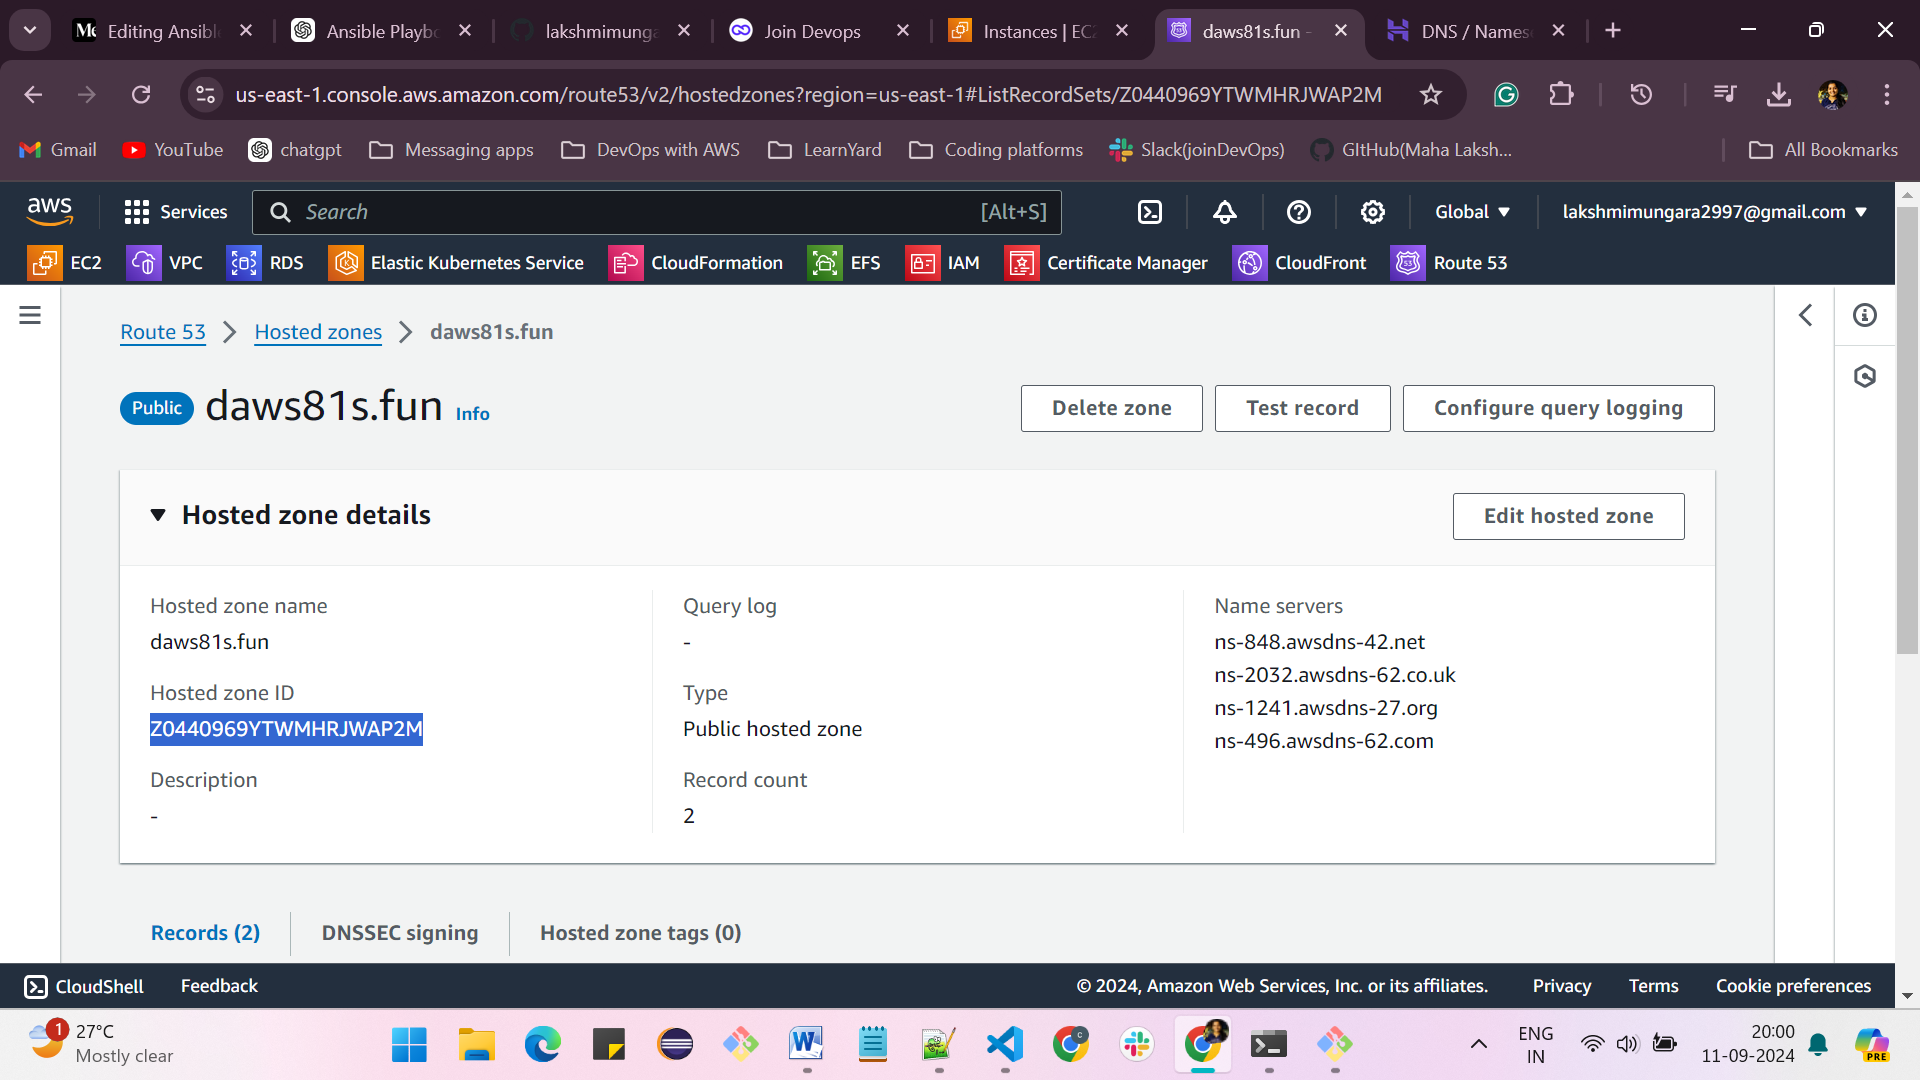 Editing Ansible
Ansible Playbo
lakshmimunga
Join Devops
Instances | EC2
daws81s.fun -
DNS / Names
us-east-1.console.aws.amazon.com/route53/v2/hostedzones?region=us-east-1#ListRecordSets/Z0440969YTWMHRJWAP2M
Gmail
YouTube
chatgpt
Messaging apps
DevOps with AWS
LearnYard
Coding platforms
Slack(joinDevOps)
GItHub(Maha Laksh...
All Bookmarks
aws
Services
Search
[Alt+S]
Global
lakshmimungara2997@gmail.com
EC2
VPC
RDS
Elastic Kubernetes Service
CloudFormation
EFS
IAM
Certificate Manager
CloudFront
Route 53
Route 53
Hosted zones
daws81s.fun
Public
daws81s.fun
Info
Delete zone
Test record
Configure query logging
Hosted zone details
Edit hosted zone
Hosted zone name
daws81s.fun
Hosted zone ID
Z0440969YTWMHRJWAP2M
Description
-
Query log
-
Type
Public hosted zone
Record count
2
Name servers
ns-848.awsdns-42.net
ns-2032.awsdns-62.co.uk
ns-1241.awsdns-27.org
ns-496.awsdns-62.com
Records (2)
DNSSEC signing
Hosted zone tags (0)
CloudShell
Feedback
© 2024, Amazon Web Services, Inc. or its affiliates.
Privacy
Terms
Cookie preferences
1
27°C
Mostly clear
ENG
IN
20:00
11-09-2024
PRE